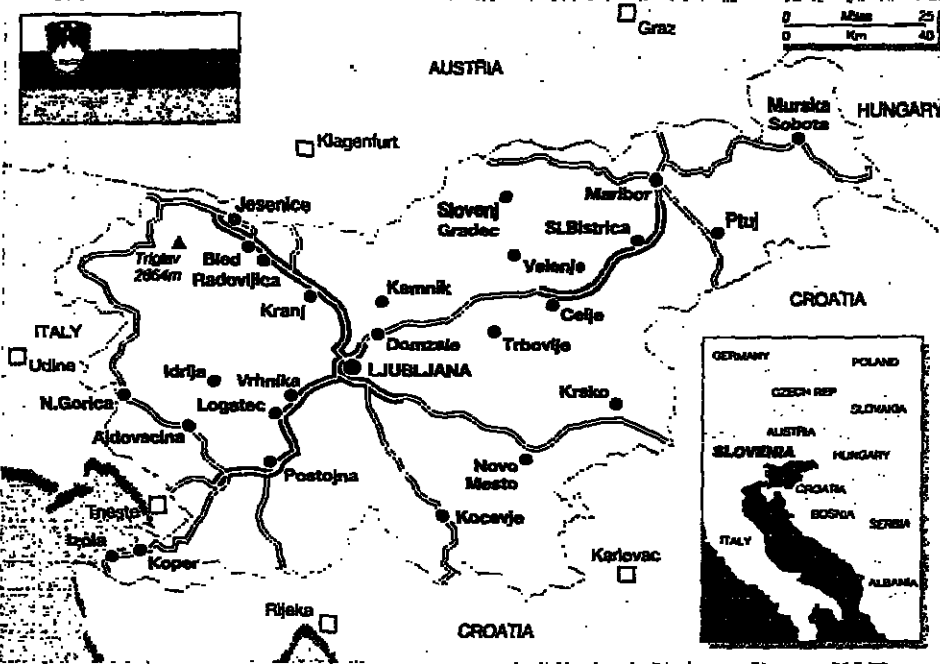 Graz
0 Miles 25
0 Km 40
AUSTRIA
Murska
Sobota
HUNGARY
Klagenfurt
Maribor
Jesenice
Slovenj
Gradec
Sl.Bistrica
Ptuj
Triglav
2864m
Bled
Radovljica
Velenje
Kranj
Kamnik
Celje
CROATIA
ITALY
Udine
Domzale
Trbovlje
LJUBLJANA
Idrija
Vrhnika
Logatec
Krsko
N.Gorica
Ajdovscina
Postojna
Novo
Mesto
Trieste
Kocevje
Izola
Koper
Karlovac
Rijeka
CROATIA
GERMANY
POLAND
CZECH REP
SLOVAKIA
AUSTRIA
SLOVENIA
HUNGARY
CROATIA
BOSNIA
SERBIA
ITALY
ALBANIA